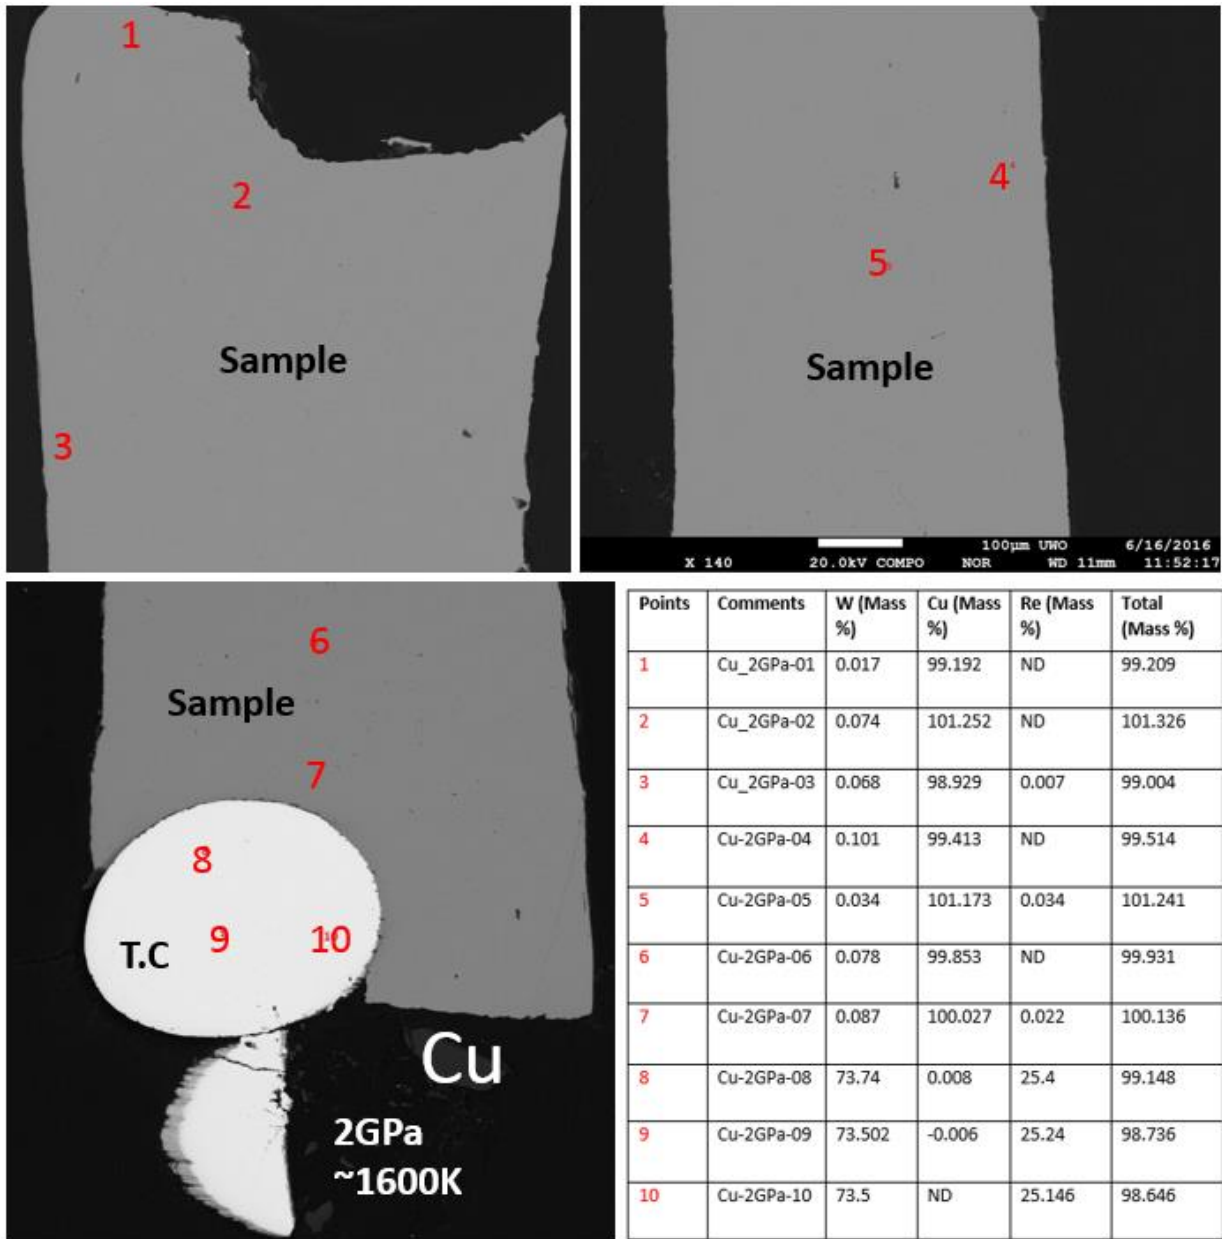 1
2
Sample
3
4
5
Sample
100µm UWO 6/16/2016
X 140 20.0kV COMPO NOR WD 11mm 11:52:17
6
Sample
7
8
9 10
T.C
Cu
2GPa
~1600K
Points Comments W (Mass %) Cu (Mass %) Re (Mass %) Total (Mass %)
1 Cu_2GPa-01 0.017 99.192 ND 99.209
2 Cu_2GPa-02 0.074 101.252 ND 101.326
3 Cu_2GPa-03 0.068 98.929 0.007 99.004
4 Cu-2GPa-04 0.101 99.413 ND 99.514
5 Cu-2GPa-05 0.034 101.173 0.034 101.241
6 Cu-2GPa-06 0.078 99.853 ND 99.931
7 Cu-2GPa-07 0.087 100.027 0.022 100.136
8 Cu-2GPa-08 73.74 0.008 25.4 99.148
9 Cu-2GPa-09 73.502 -0.006 25.24 98.736
10 Cu-2GPa-10 73.5 ND 25.146 98.646